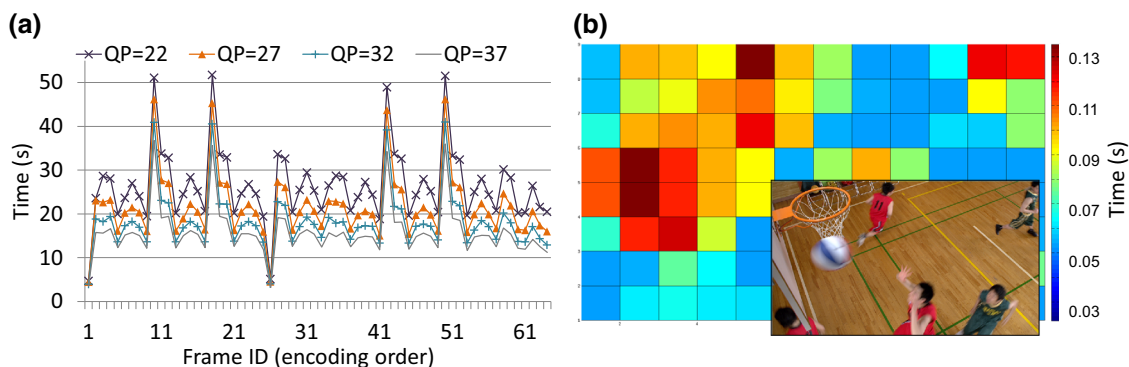 (a)
QP=22 QP=27 QP=32 QP=37
Time (s)
50
40
30
20
10
0
1 11 21 31 41 51 61
Frame ID (encoding order)
(b)
0.13
0.11
0.09
0.07
0.05
0.03
Time (s)